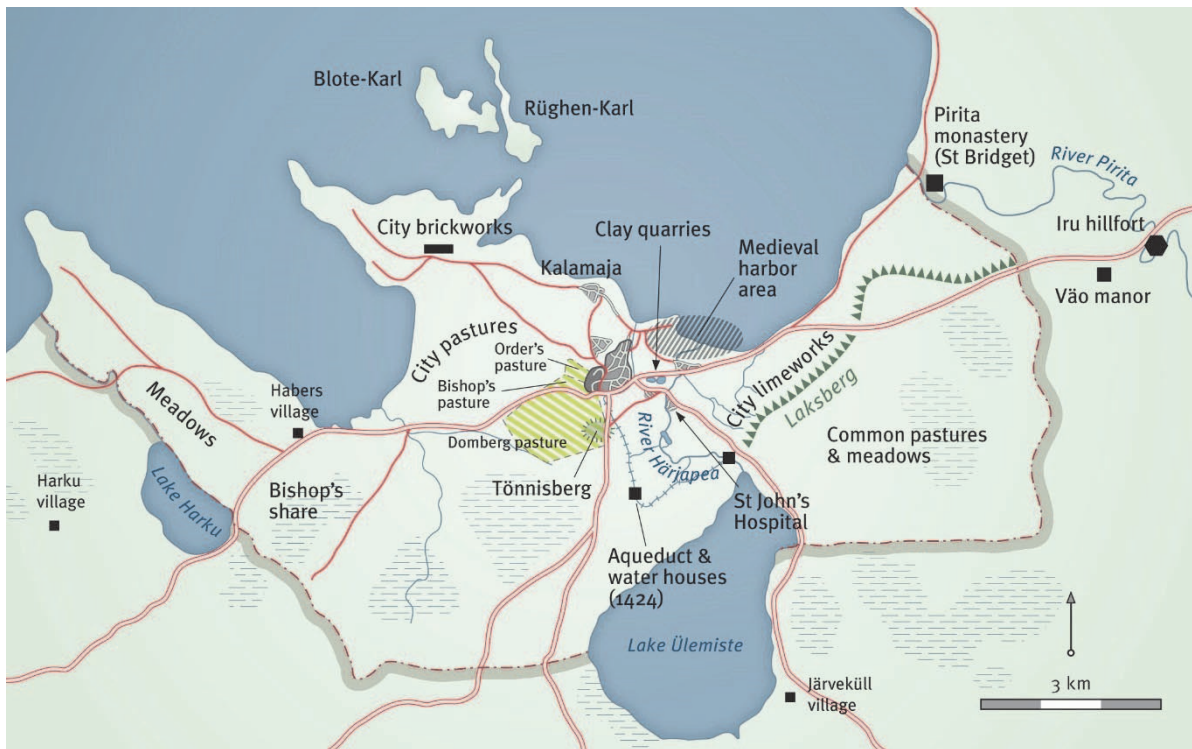 Blote-Karl
Rüghen-Karl
Pirita
monastery
(St Bridget)
River Pirita
City brickworks
Clay quarries
Medieval
harbor
area
Iru hillfort
Kalamaja
Väo manor
City pastures
Order's
pasture
Bishop's
pasture
City limeworks
Laksberg
Meadows
Habers
village
Domberg pasture
River Härjapea
Common pastures
& meadows
Harku
village
Lake Harku
Bishop's
share
Tönnisberg
St John's
Hospital
Aqueduct &
water houses
(1424)
Lake Ülemiste
Järveküll
village
3 km